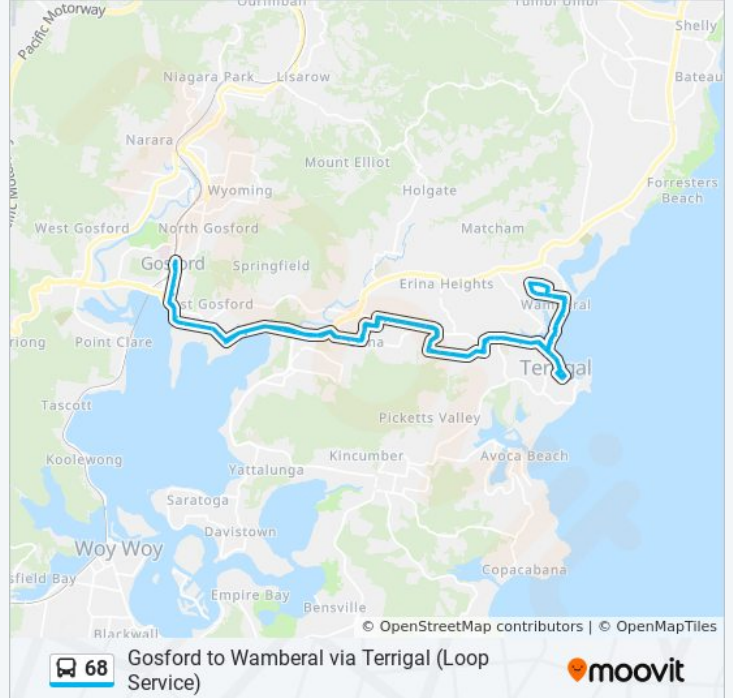 Ourimbah
Tumbi Umbi
Pacific Motorway
Shelly
Niagara Park
Lisarow
Bateau
Narara
Mount Elliot
Wyoming
Holgate
Forresters
Beach
West Gosford
North Gosford
Matcham
Gosford
Springfield
Erina Heights
Wamberal
East Gosford
Point Clare
Terrigal
Tascott
Picketts Valley
Koolewong
Kincumber
Avoca Beach
Yattalunga
Saratoga
Davistown
Woy Woy
Copacabana
Empire Bay
Bensville
Blackwall
© OpenStreetMap contributors | © OpenMapTiles
68
Gosford to Wamberal via Terrigal (Loop
Service)
moovit